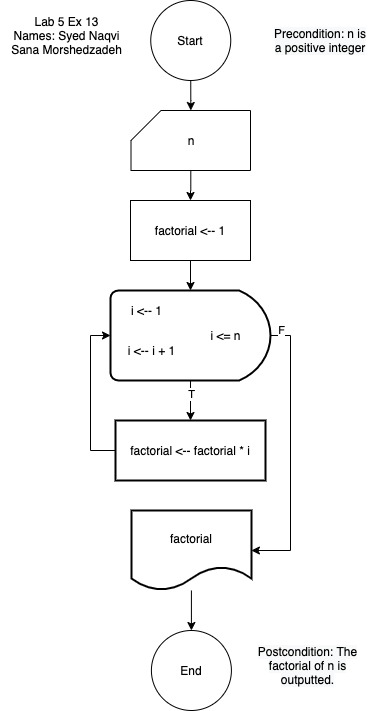 Lab 5 Ex 13
Names: Syed Naqvi
Sana Morshedzadeh
Start
Precondition: n is
a positive integer
n
factorial <-- 1
i <-- 1
i <= n
i <-- i + 1
F
T
factorial <-- factorial * i
factorial
End
Postcondition: The
factorial of n is
outputted.